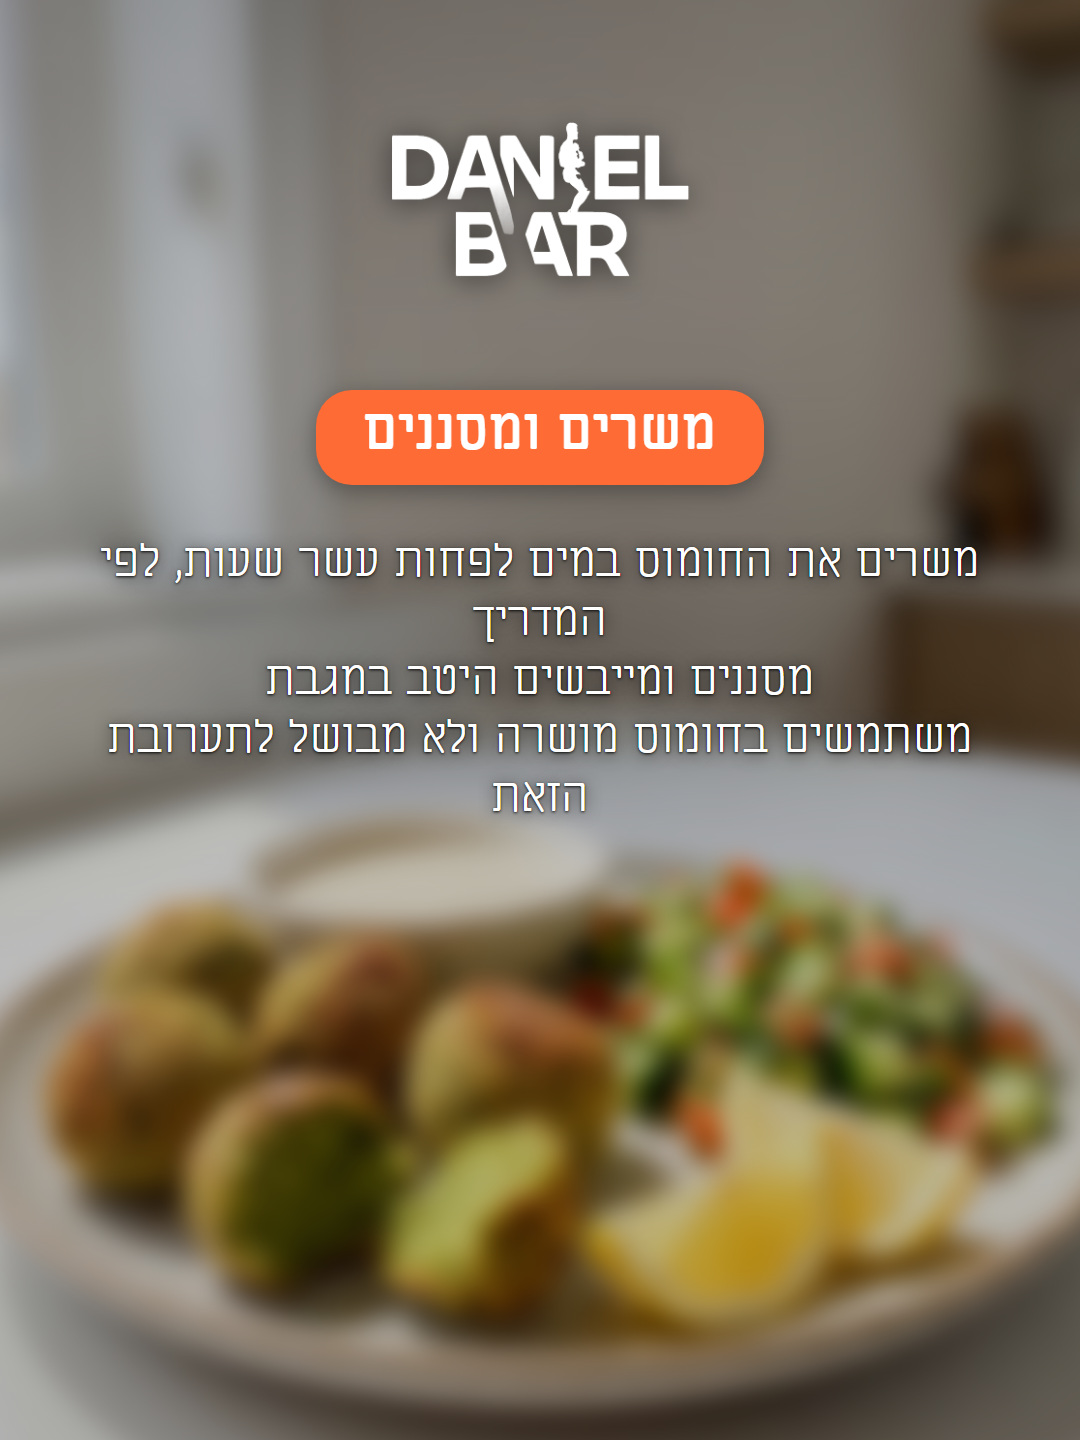 DANIEL
BAR
משרים ומסננים
משרים את החומוס במים לפחות עשר שעות, לפי
המדריך
מסננים ומייבשים היטב במגבת
משתמשים בחומוס מושרה ולא מבושל לתערובת
הזאת